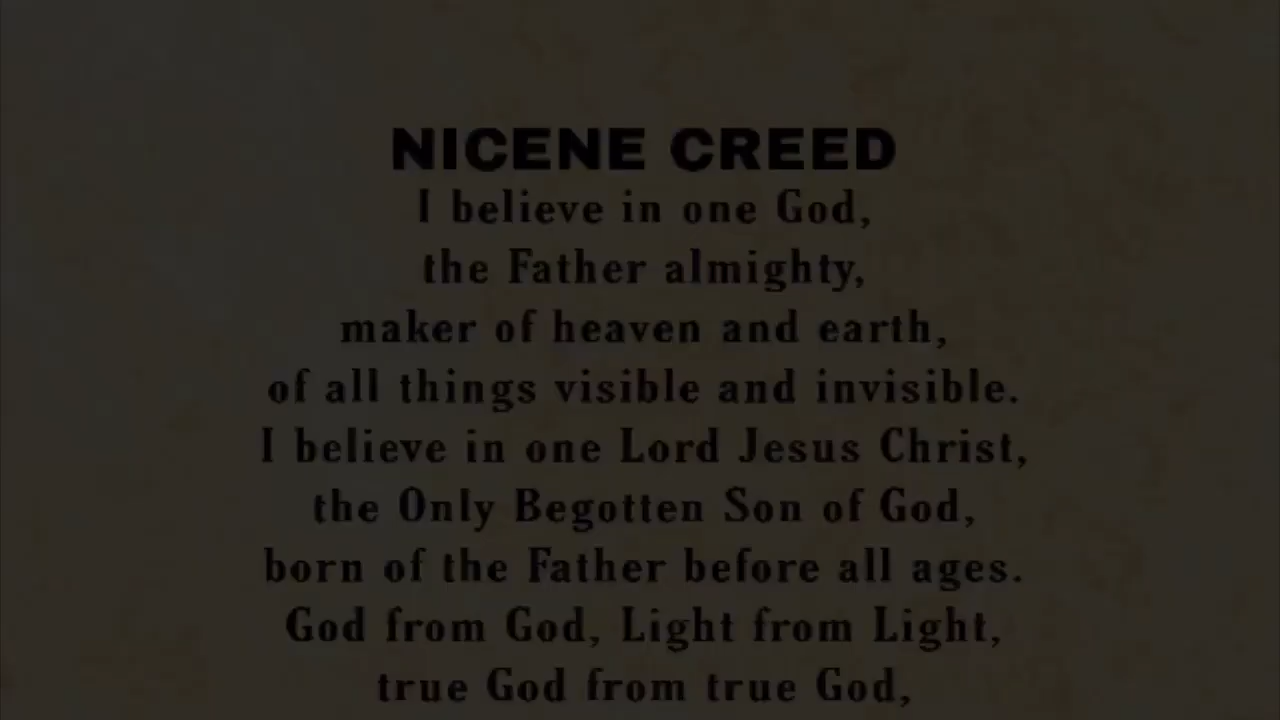 NICENE CREED
I believe in one God,
the Father almighty,
maker of heaven and earth,
of all things visible and invisible.
I believe in one Lord Jesus Christ,
the Only Begotten Son of God,
born of the Father before all ages.
God from God, Light from Light,
true God from true God,